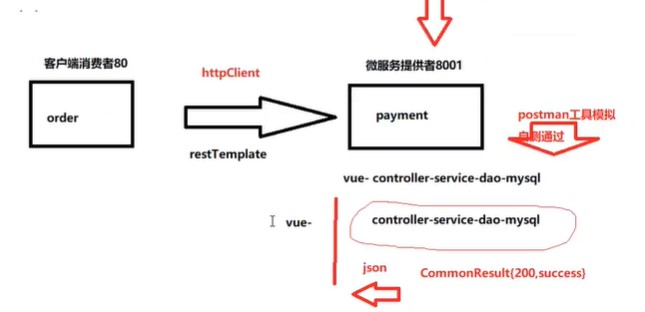 客户端消费者80
httpClient
微服务提供者8001
order
payment
postman工具模拟
自测通过
restTemplate
vue- controller-service-dao-mysql
vue-
controller-service-dao-mysql
json
CommonResult{200,success}